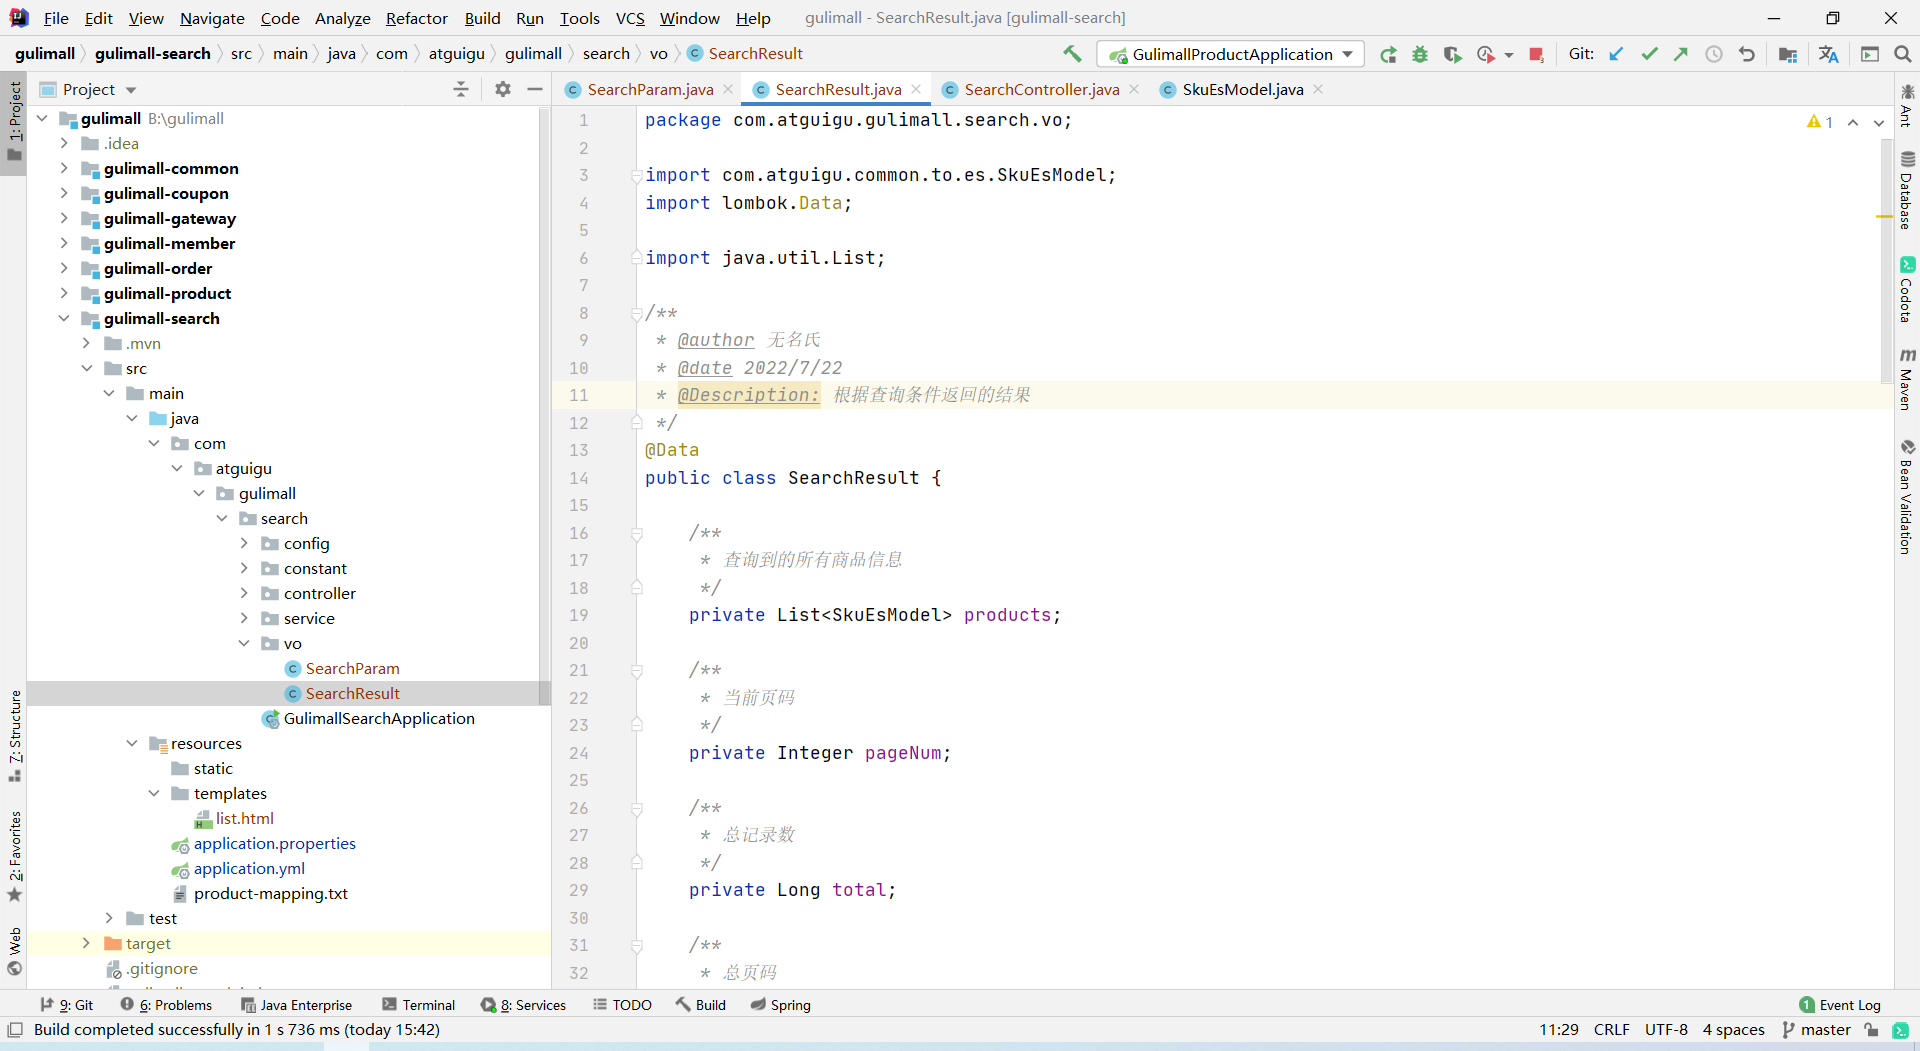 File Edit View Navigate Code Analyze Refactor Build Run Tools VCS Window Help gulimall - SearchResult.java [gulimall-search]
gulimall gulimall-search src main java com atguigu gulimall search vo SearchResult GulimallProductApplication Git:
Project SearchParam.java SearchResult.java SearchController.java SkuEsModel.java
1: Project
7: Structure
2: Favorites
Web
gulimall B:\gulimall
.idea
gulimall-common
gulimall-coupon
gulimall-gateway
gulimall-member
gulimall-order
gulimall-product
gulimall-search
.mvn
src
main
java
com
atguigu
gulimall
search
config
constant
controller
service
vo
SearchParam
SearchResult
GulimallSearchApplication
resources
static
templates
list.html
application.properties
application.yml
product-mapping.txt
test
target
.gitignore
1 package com.atguigu.gulimall.search.vo;
2
3 import com.atguigu.common.to.es.SkuEsModel;
4 import lombok.Data;
5
6 import java.util.List;
7
8 /**
9 * @author 无名氏
10 * @date 2022/7/22
11 * @Description: 根据查询条件返回的结果
12 */
13 @Data
14 public class SearchResult {
15
16 /**
17 * 查询到的所有商品信息
18 */
19 private List<SkuEsModel> products;
20
21 /**
22 * 当前页码
23 */
24 private Integer pageNum;
25
26 /**
27 * 总记录数
28 */
29 private Long total;
30
31 /**
32 * 总页码
1
Ant
Database
Codota
Maven
Bean Validation
9: Git 6: Problems Java Enterprise Terminal 8: Services TODO Build Spring 1 Event Log
Build completed successfully in 1 s 736 ms (today 15:42) 11:29 CRLF UTF-8 4 spaces master